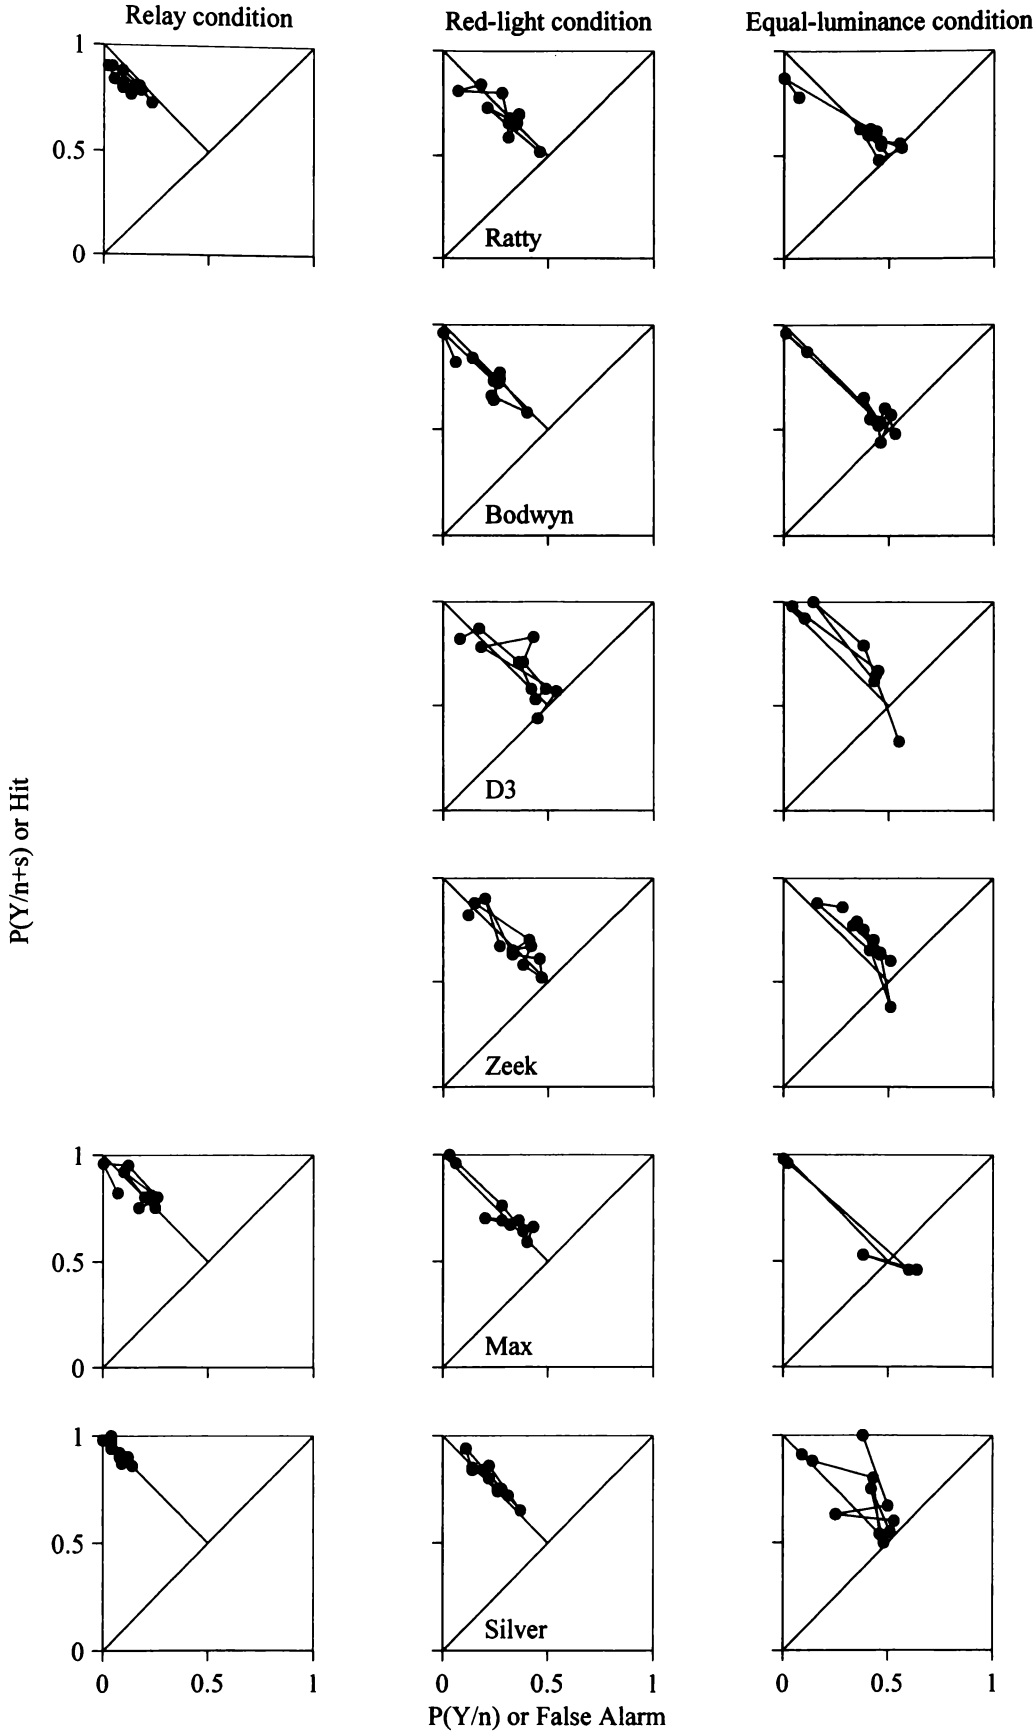 Relay condition Red-light condition Equal-luminance condition
1
0.5
0
Ratty
Bodwyn
D3
P(Y/n+s) or Hit
Zeek
1
0.5
0
Max
1
0.5
0
Silver
0 0.5 1 0 0.5 1 0 0.5 1
P(Y/n) or False Alarm